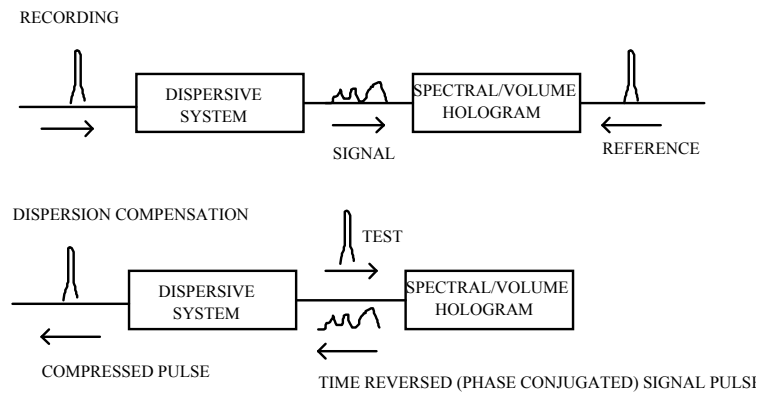 RECORDING
DISPERSIVE
SYSTEM
SPECTRAL/VOLUME
HOLOGRAM
SIGNAL
REFERENCE
DISPERSION COMPENSATION
TEST
DISPERSIVE
SYSTEM
SPECTRAL/VOLUME
HOLOGRAM
COMPRESSED PULSE
TIME REVERSED (PHASE CONJUGATED) SIGNAL PULSE